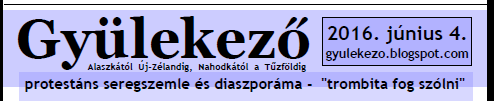 Gyülekező
Alaszkától Új-Zélandig, Nahodkától a Tűzföldig
2016. június 4.
gyulekezo.blogspot.com
protestáns seregszemle és diaszporáma - "trombita fog szólni"